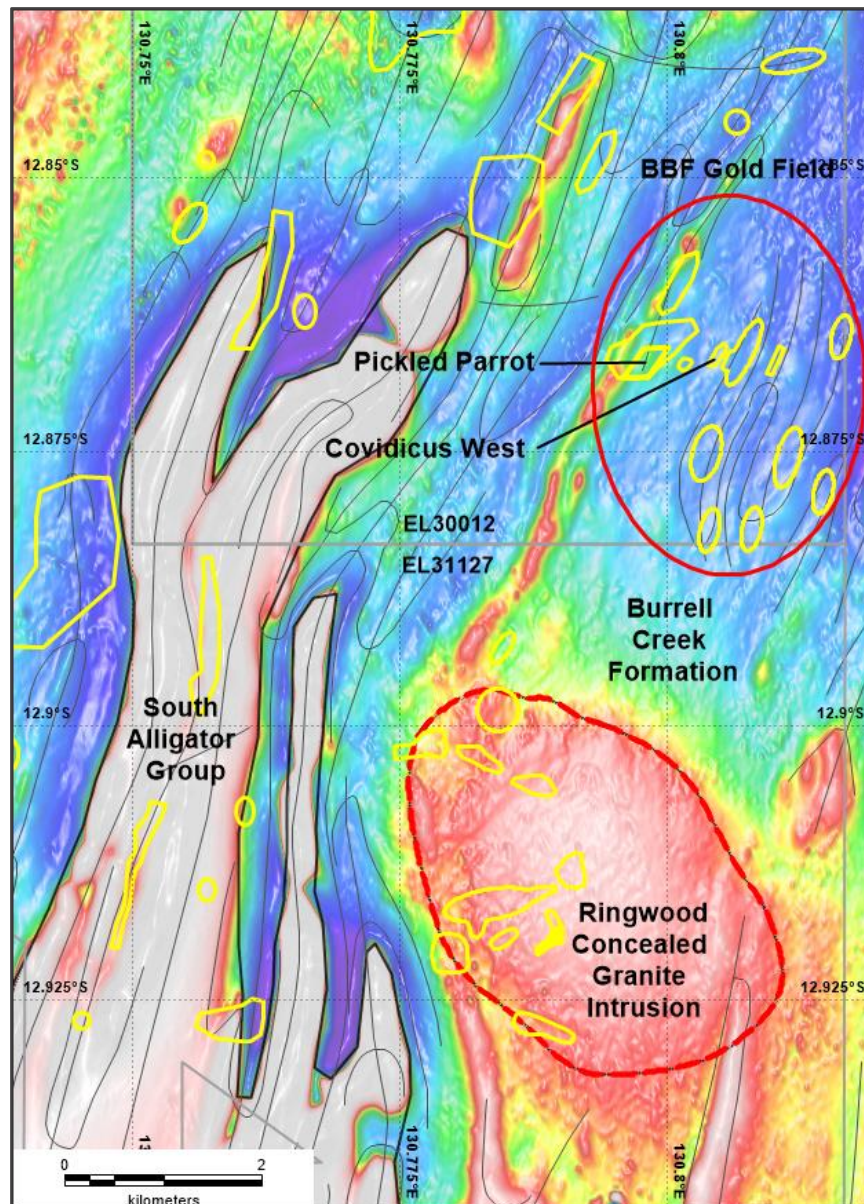 130.75°E
130.775°E
130.8°E
12.85°S
12.85°S
BBF Gold Field
Pickled Parrot
Covidicus West
12.875°S
12.875°S
EL30012
EL31127
Burrell
Creek
Formation
12.9°S
12.9°S
South
Alligator
Group
Ringwood
Concealed
Granite
Intrusion
12.925°S
12.925°S
130.775°E
130.8°E
0
2
kilometers